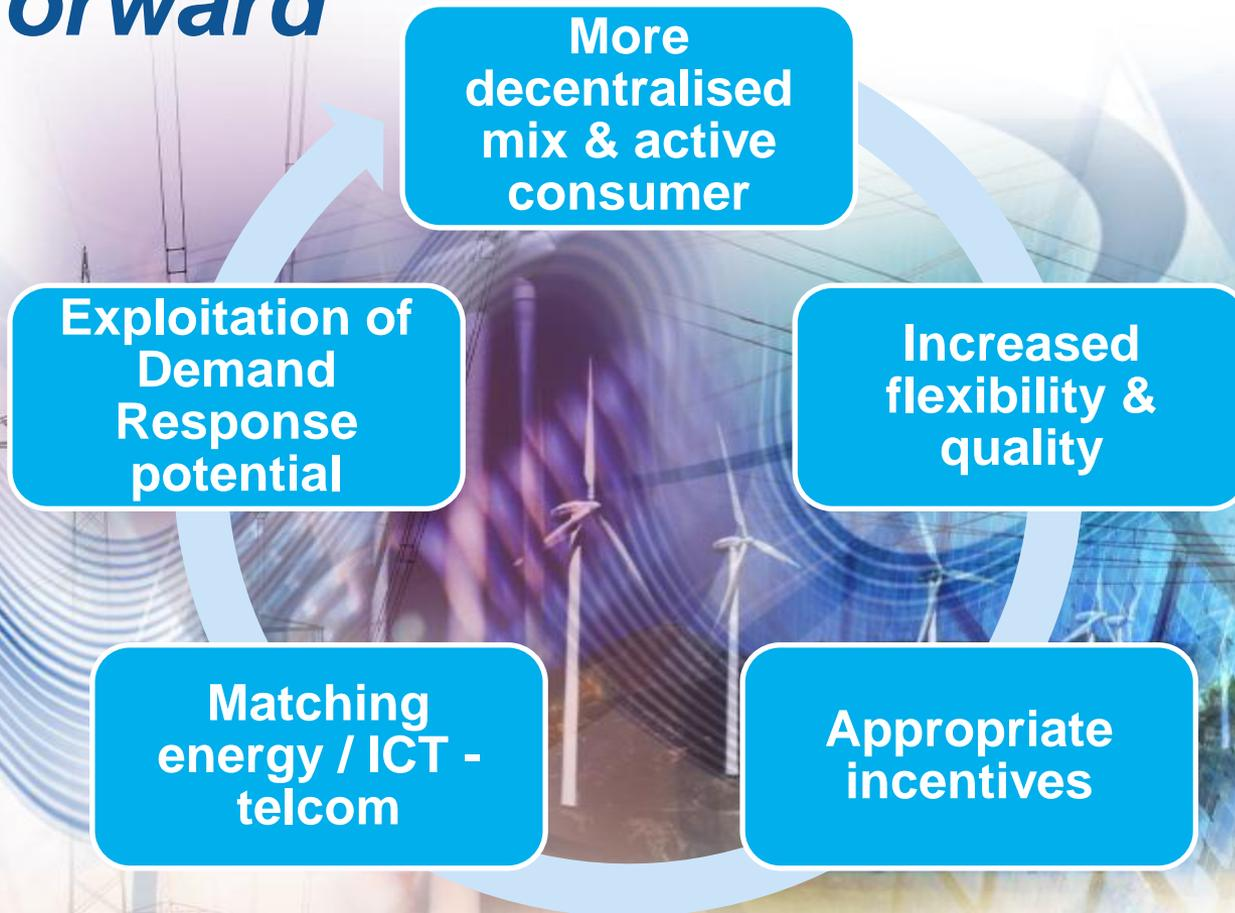 orward
More
decentralised
mix & active
consumer
Increased
flexibility &
quality
Appropriate
incentives
Matching
energy / ICT -
telcom
Exploitation of
Demand
Response
potential